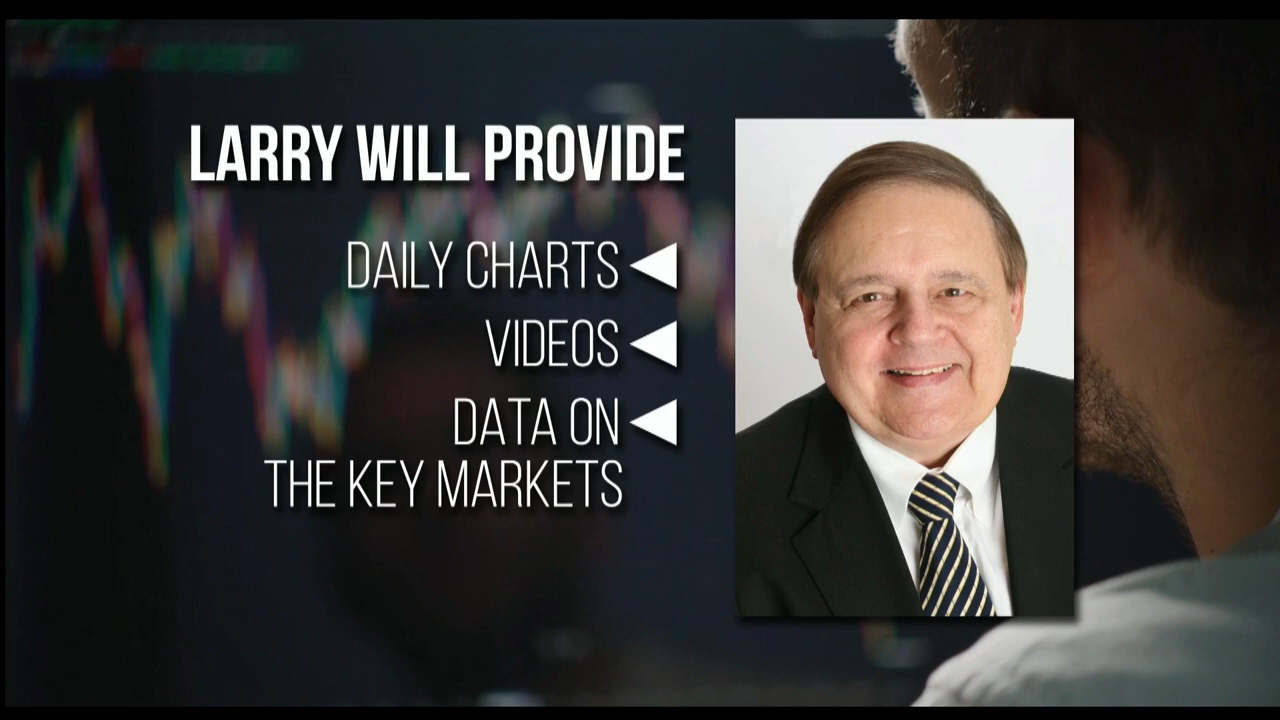 LARRY WILL PROVIDE
DAILY CHARTS
VIDEOS
DATA ON
THE KEY MARKETS